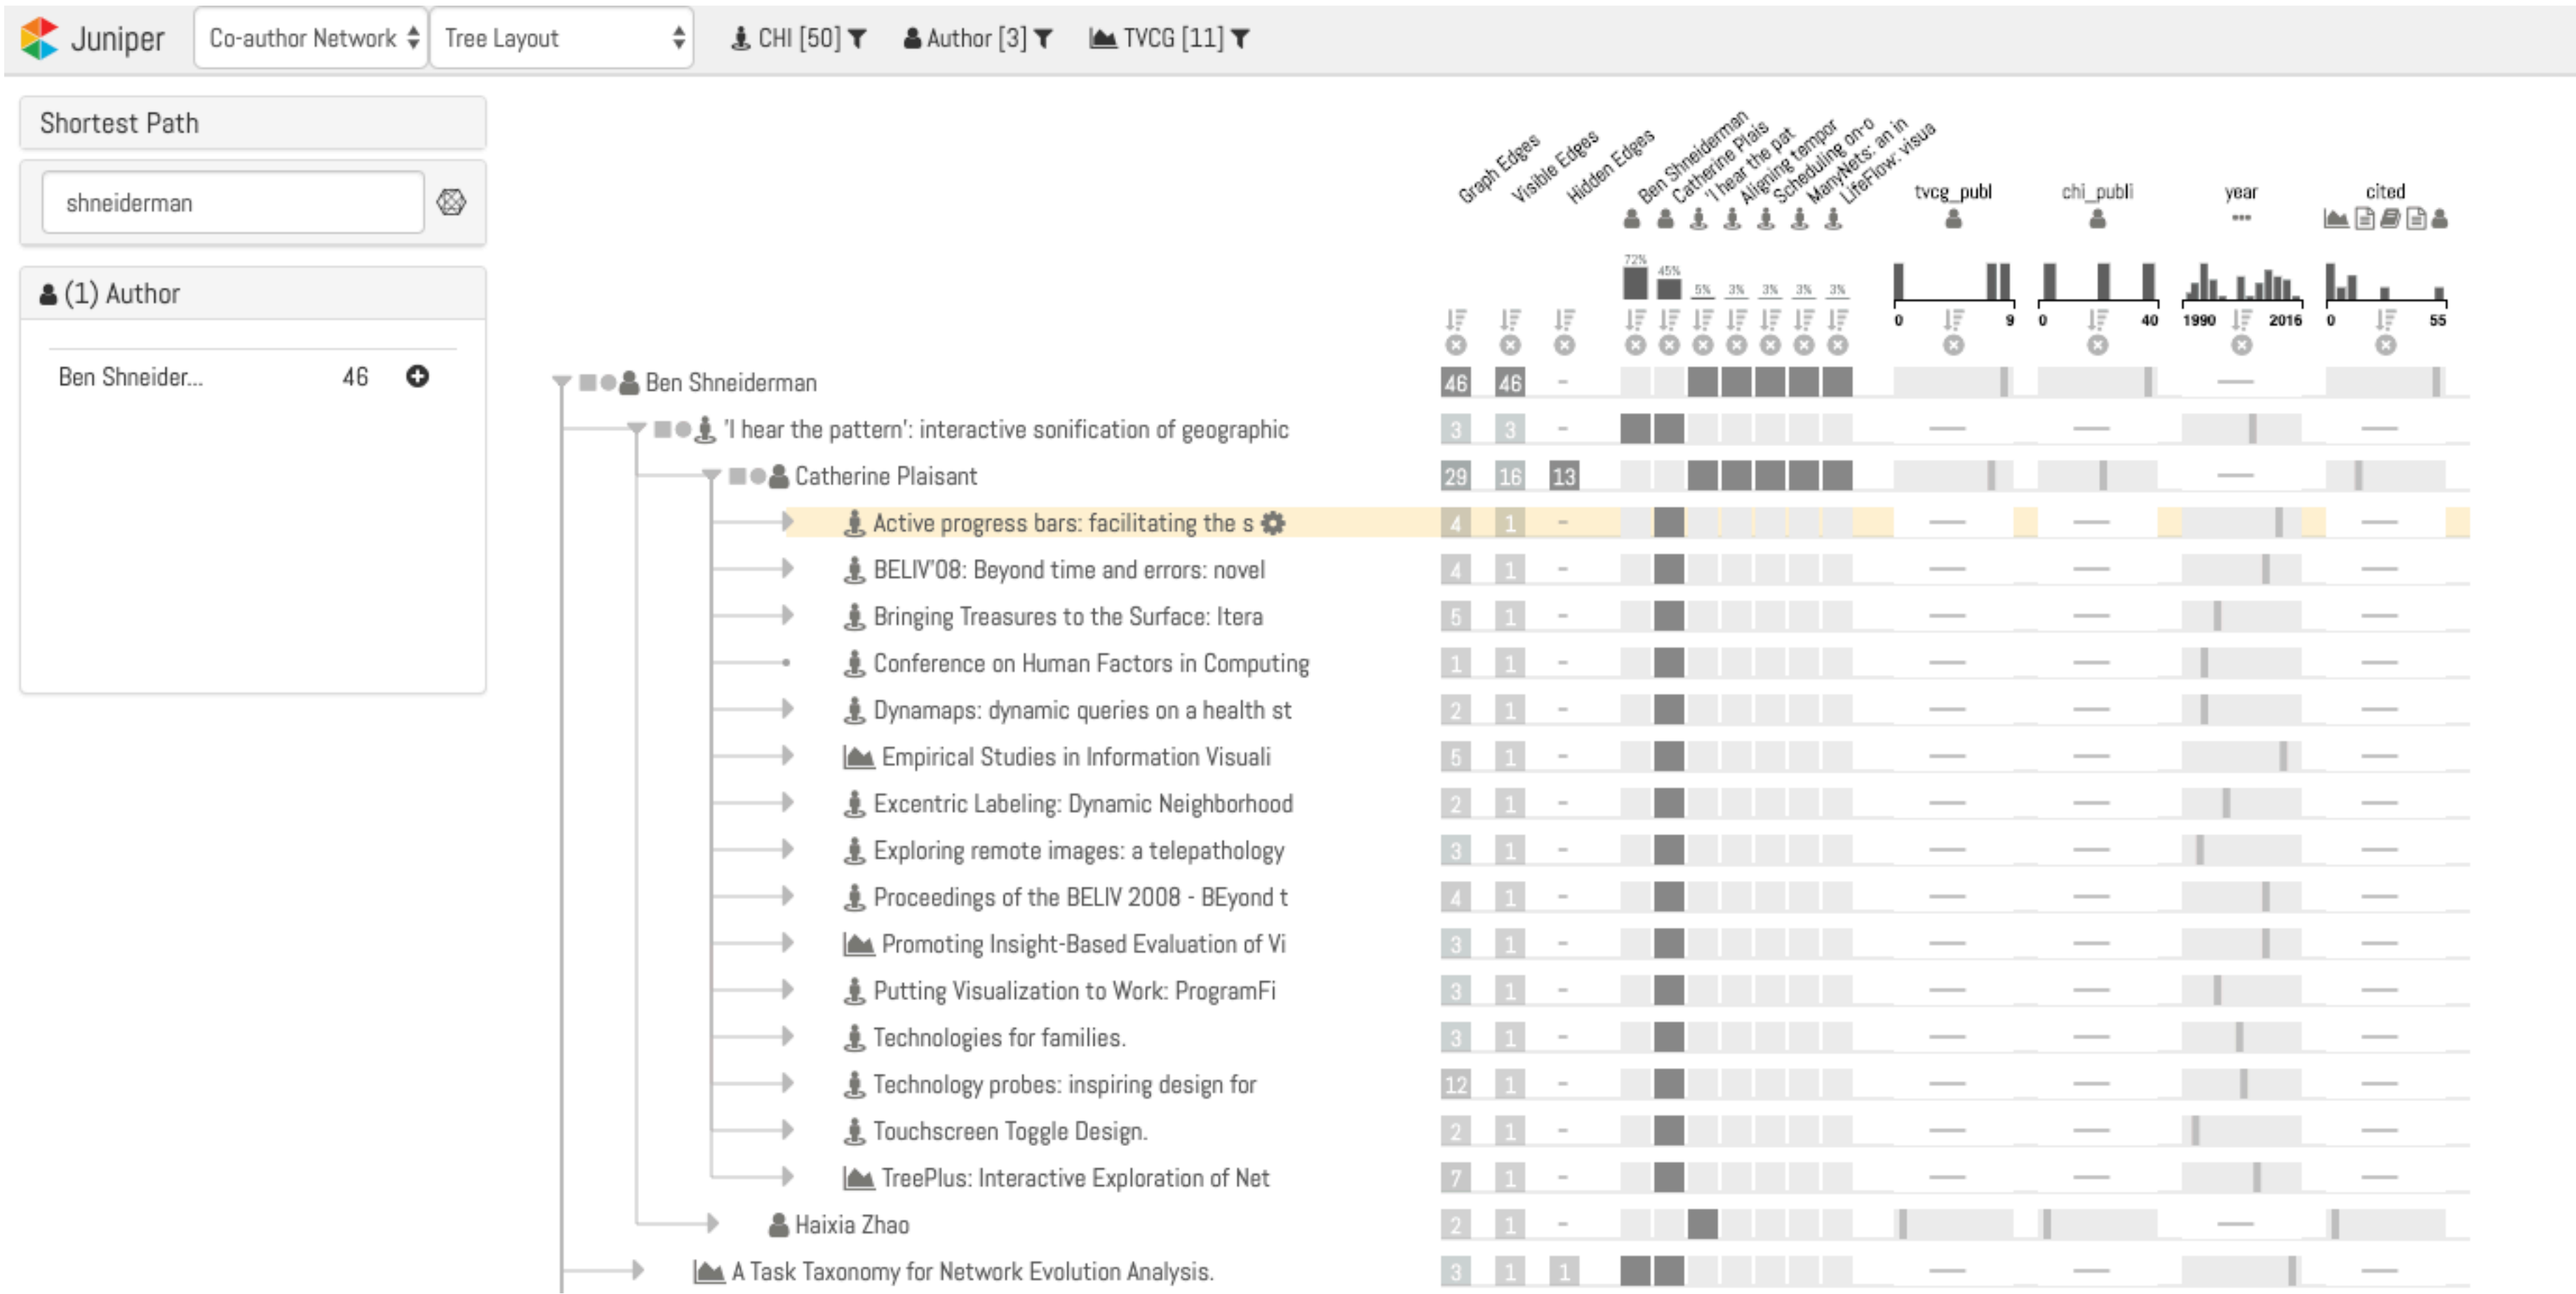 Juniper Co-author Network Tree Layout CHI [50] Author [3] TVCG [11]
Shortest Path
shneiderman
(1) Author
Ben Shneider... 46
Graph Edges
Visible Edges
Hidden Edges
Ben Shneiderman
Catherine Plais
'I hear the pat
Aligning tempor
Scheduling on-o
ManyNets: an in
LifeFlow: visua
tvcg_publ chi_publi year cited
72% 45% 5% 3% 3% 3% 3%
0 9 0 40 1990 2016 0 55
Ben Shneiderman 46 46 -
'I hear the pattern': interactive sonification of geographic 3 3 -
Catherine Plaisant 29 16 13
Active progress bars: facilitating the s 4 1 -
BELIV'08: Beyond time and errors: novel 4 1 -
Bringing Treasures to the Surface: Itera 5 1 -
Conference on Human Factors in Computing 1 1 -
Dynamaps: dynamic queries on a health st 2 1 -
Empirical Studies in Information Visuali 5 1 -
Excentric Labeling: Dynamic Neighborhood 2 1 -
Exploring remote images: a telepathology 3 1 -
Proceedings of the BELIV 2008 - BEyond t 4 1 -
Promoting Insight-Based Evaluation of Vi 3 1 -
Putting Visualization to Work: ProgramFi 3 1 -
Technologies for families. 3 1 -
Technology probes: inspiring design for 12 1 -
Touchscreen Toggle Design. 2 1 -
TreePlus: Interactive Exploration of Net 7 1 -
Haixia Zhao 2 1 -
A Task Taxonomy for Network Evolution Analysis. 3 1 1